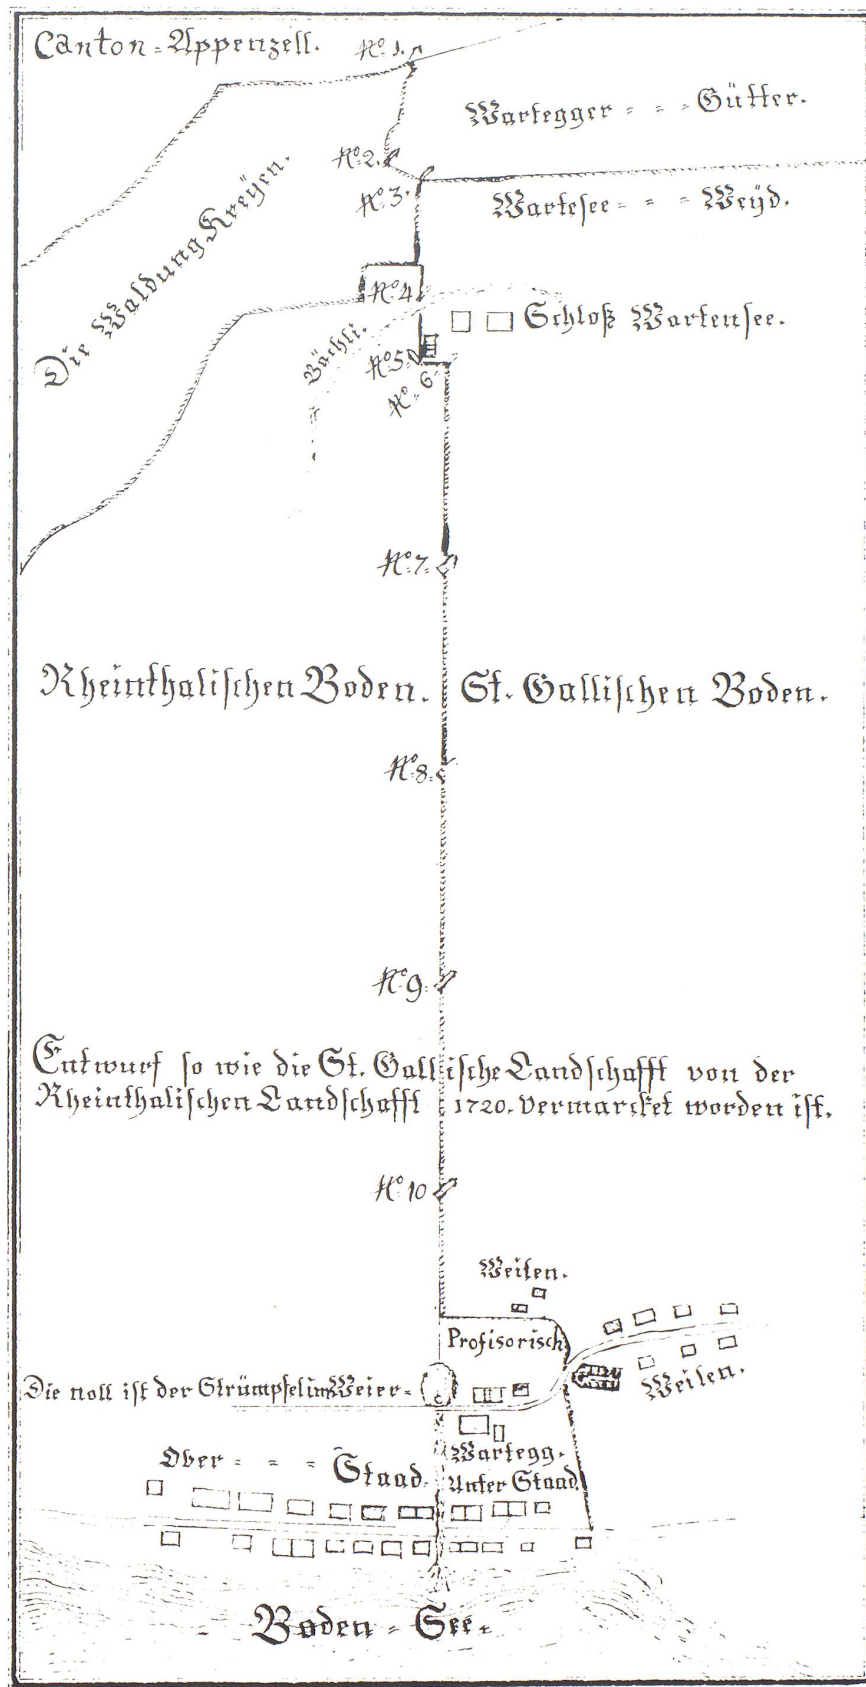 Canton-Appenzell.
No. 1.
Wartegger - - - Gütter.
No. 2.
No. 3.
Wartesee - - - Weÿd.
Die Waldung Kreÿen.
No. 4
Schloß Wartensee.
Bächli.
No. 5
No. 6.
No. 7.
Rheinthalischen Boden. St. Gallischen Boden.
No. 8.
No. 9.
Entwurf so wie die St. Gallische Landschafft von der
Rheinthalischen Landschafft 1720. vermarcket worden ist.
No. 10
Weilen.
Profisorisch
Die noll ist der Strümpfelim Weier.
Weilen.
Ober - - - Staad.
Wartegg.
Unter Staad.
Boden-See.